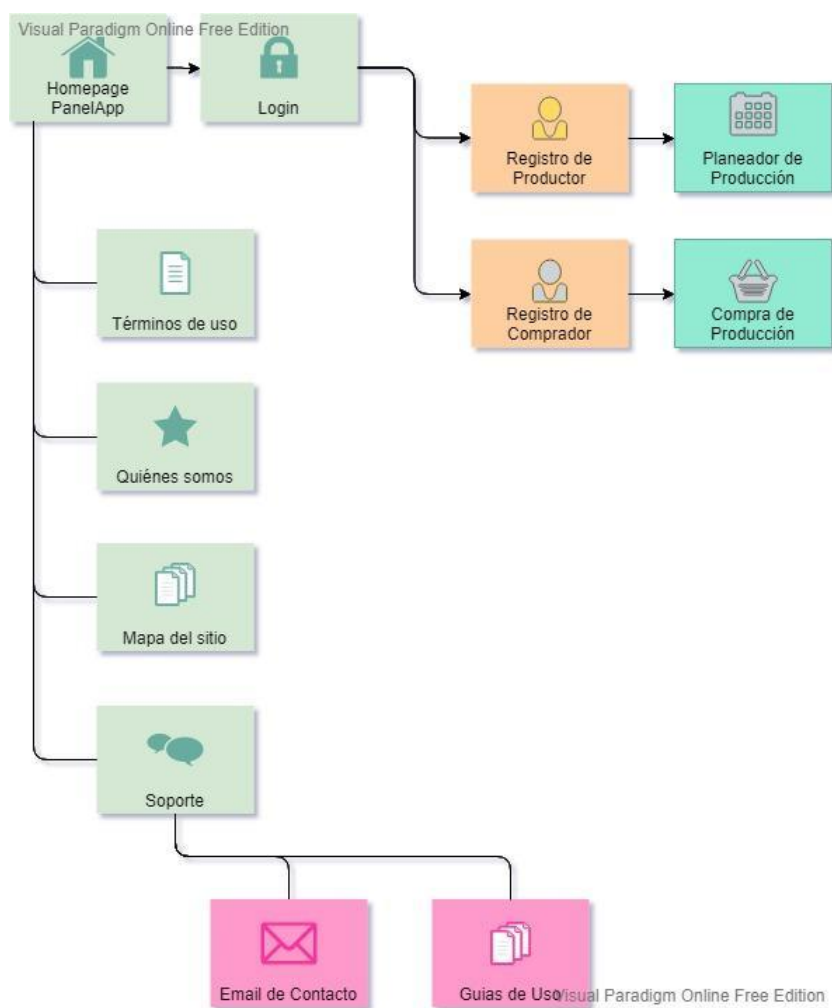 Visual Paradigm Online Free Edition
Homepage
PanelApp
Login
Registro de
Productor
Planeador de
Producción
Términos de uso
Registro de
Comprador
Compra de
Producción
Quiénes somos
Mapa del sitio
Soporte
Email de Contacto
Guias de Uso
Visual Paradigm Online Free Edition